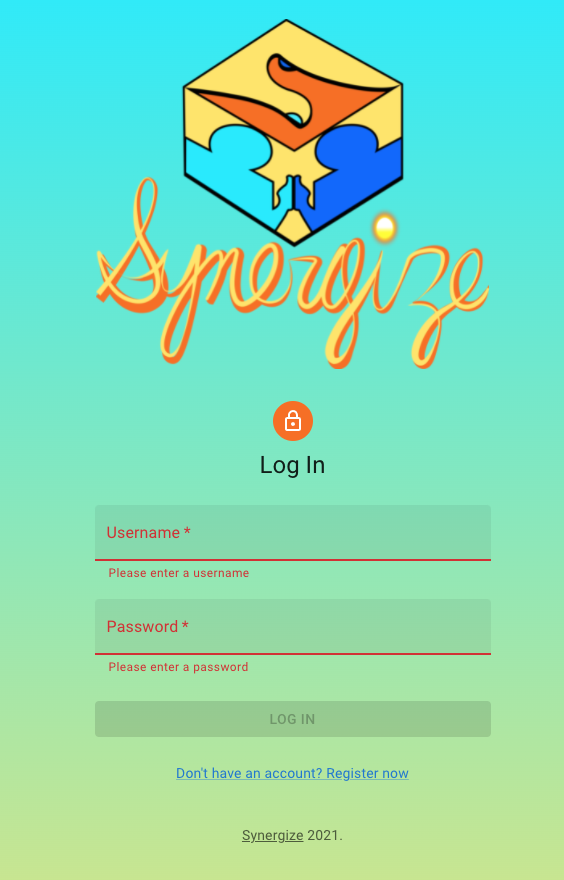 Synergize
Log In
Username *
Please enter a username
Password *
Please enter a password
LOG IN
Don't have an account? Register now
Synergize 2021.